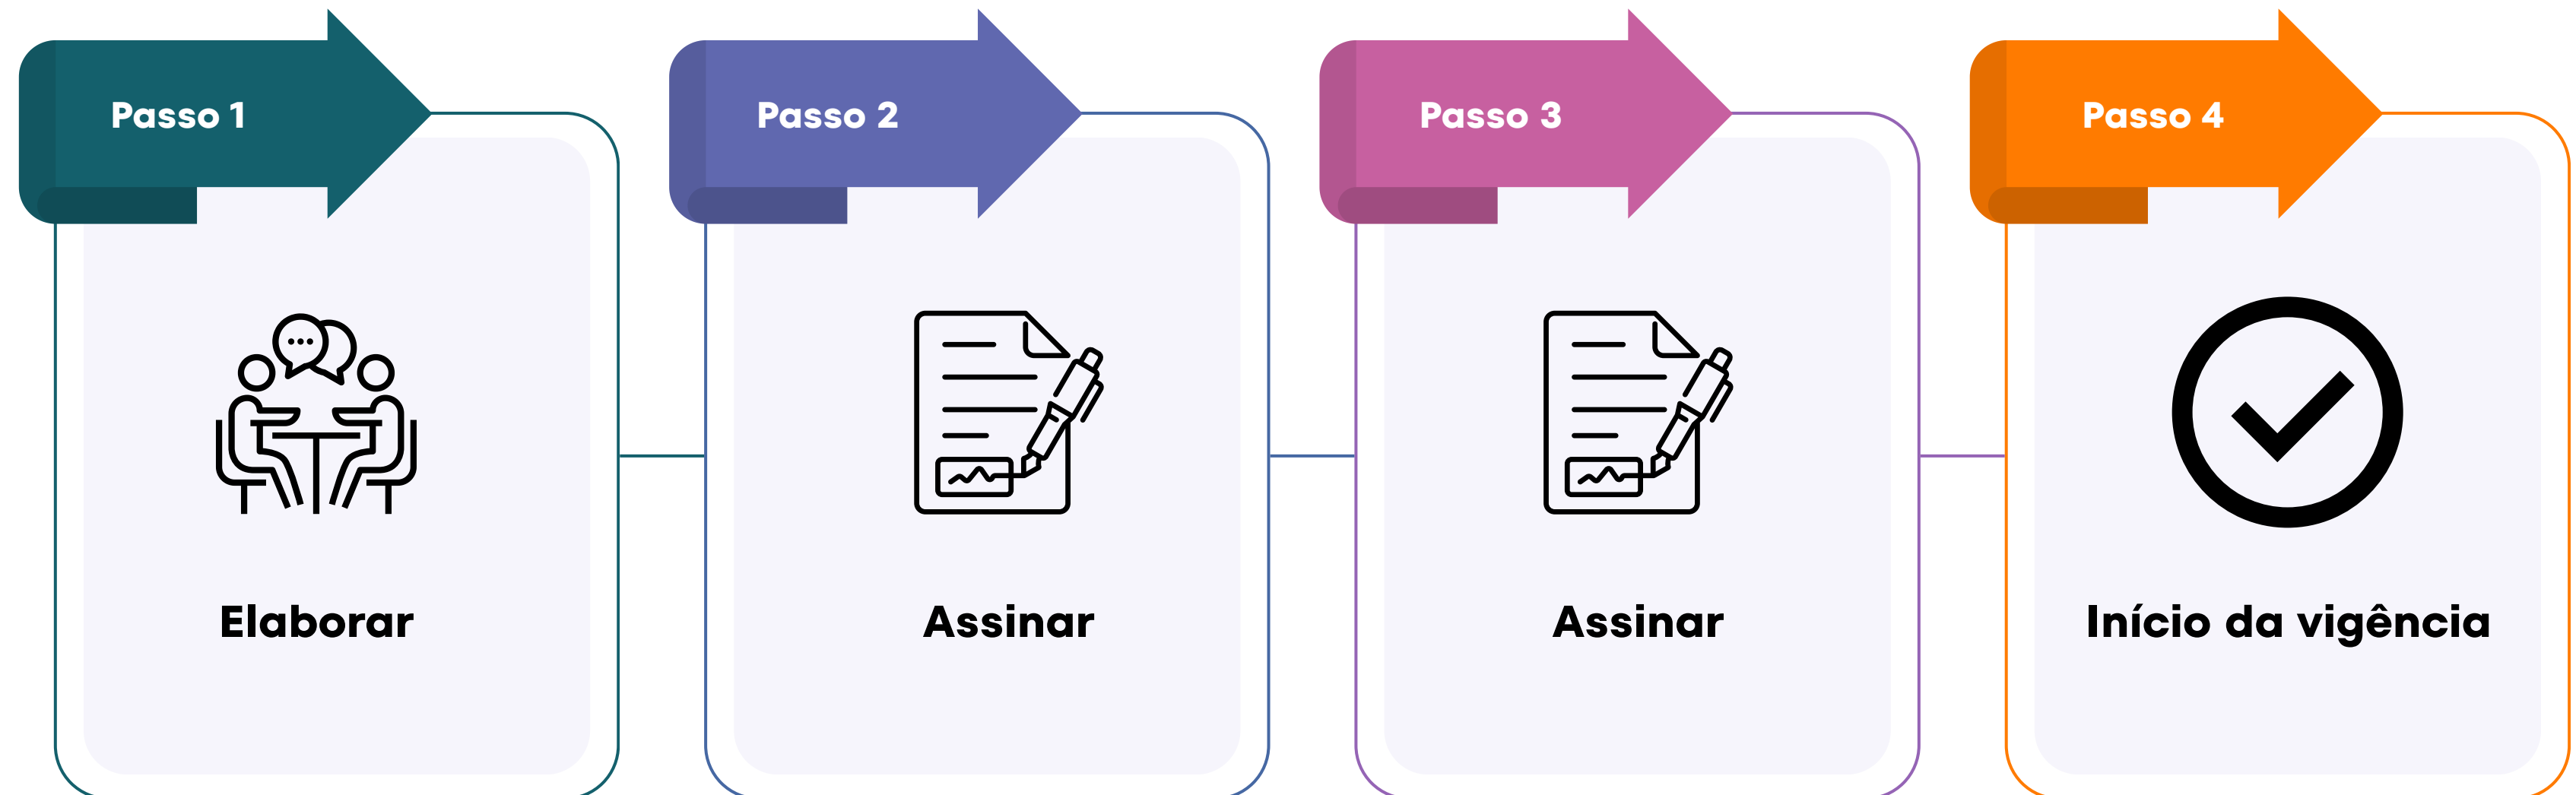 Passo 1
Passo 2
Passo 3
Passo 4
Elaborar
Assinar
Assinar
Início da vigência